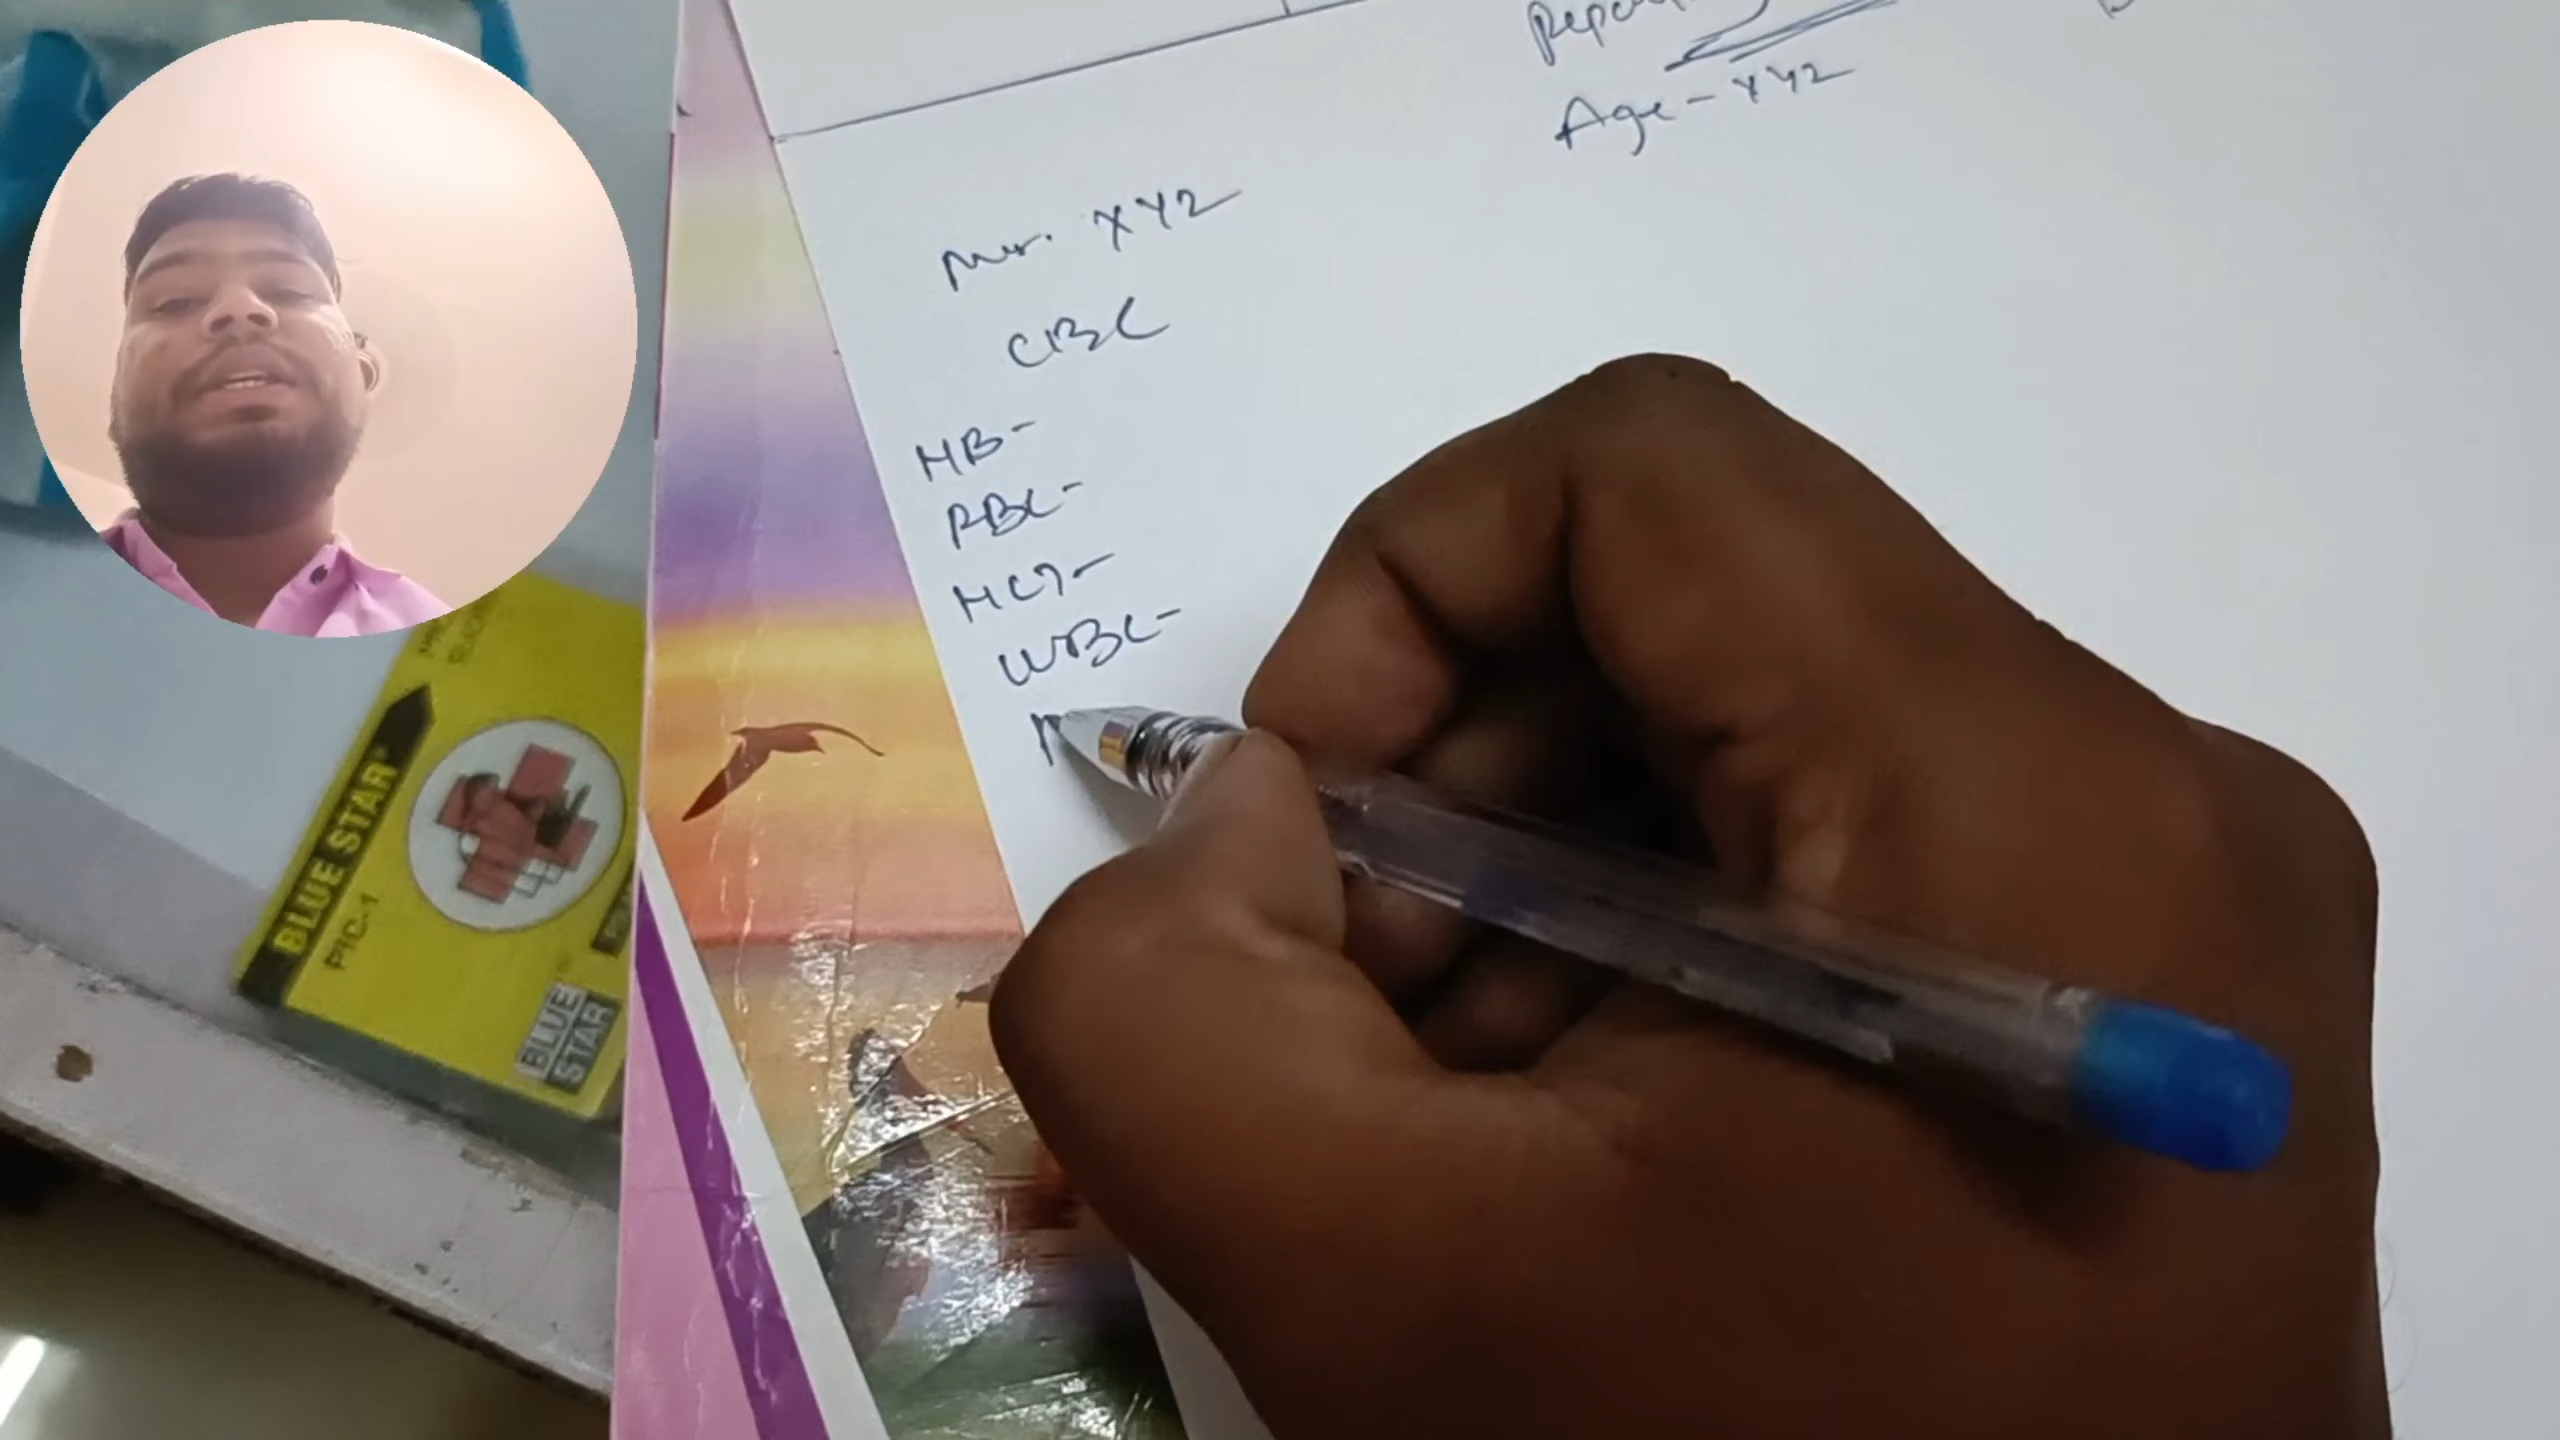 Age - XYZ
Mr. XYZ
CBC
HB-
RBC-
HCT-
WBC-
BLUE STAR
PIC-1
BLUE
STAR